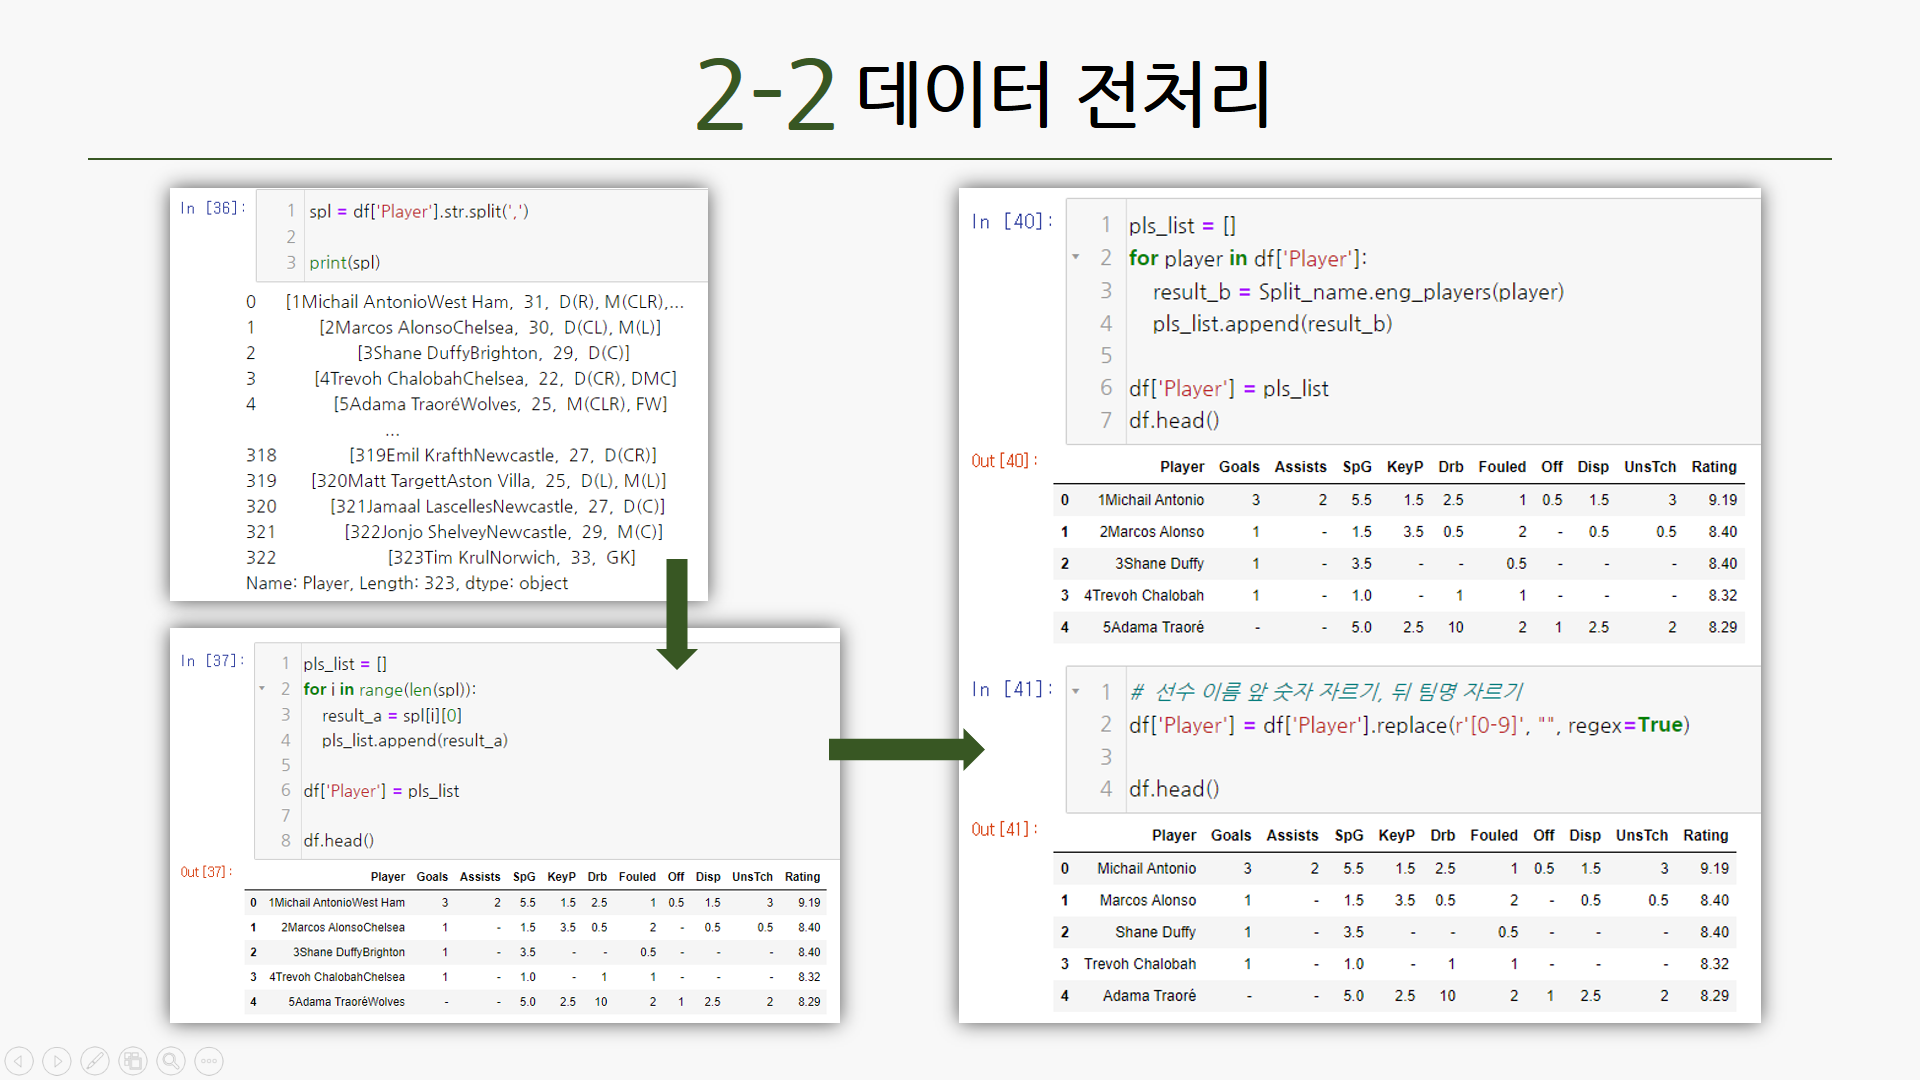 2-2 데이터 전처리
In [36]:
1 spl = df['Player'].str.split(',')
2
3 print(spl)
0 [1Michail AntonioWest Ham, 31, D(R), M(CLR),...
1 [2Marcos AlonsoChelsea, 30, D(CL), M(L)]
2 [3Shane DuffyBrighton, 29, D(C)]
3 [4Trevoh ChalobahChelsea, 22, D(CR), DMC]
4 [5Adama TraoréWolves, 25, M(CLR), FW]
...
318 [319Emil KrafthNewcastle, 27, D(CR)]
319 [320Matt TargettAston Villa, 25, D(L), M(L)]
320 [321Jamaal LascellesNewcastle, 27, D(C)]
321 [322Jonjo ShelveyNewcastle, 29, M(C)]
322 [323Tim KrulNorwich, 33, GK]
Name: Player, Length: 323, dtype: object
In [37]:
1 pls_list = []
2 for i in range(len(spl)):
3 result_a = spl[i][0]
4 pls_list.append(result_a)
5
6 df['Player'] = pls_list
7
8 df.head()
Out[37]:
Player Goals Assists SpG KeyP Drb Fouled Off Disp UnsTch Rating
0 1Michail AntonioWest Ham 3 2 5.5 1.5 2.5 1 0.5 1.5 3 9.19
1 2Marcos AlonsoChelsea 1 - 1.5 3.5 0.5 2 - 0.5 0.5 8.40
2 3Shane DuffyBrighton 1 - 3.5 - - 0.5 - - - 8.40
3 4Trevoh ChalobahChelsea 1 - 1.0 - 1 1 - - - 8.32
4 5Adama TraoréWolves - - 5.0 2.5 10 2 1 2.5 2 8.29
In [40]:
1 pls_list = []
2 for player in df['Player']:
3 result_b = Split_name.eng_players(player)
4 pls_list.append(result_b)
5
6 df['Player'] = pls_list
7 df.head()
Out[40]:
Player Goals Assists SpG KeyP Drb Fouled Off Disp UnsTch Rating
0 1Michail Antonio 3 2 5.5 1.5 2.5 1 0.5 1.5 3 9.19
1 2Marcos Alonso 1 - 1.5 3.5 0.5 2 - 0.5 0.5 8.40
2 3Shane Duffy 1 - 3.5 - - 0.5 - - - 8.40
3 4Trevoh Chalobah 1 - 1.0 - 1 1 - - - 8.32
4 5Adama Traoré - - 5.0 2.5 10 2 1 2.5 2 8.29
In [41]:
1 # 선수 이름 앞 숫자 자르기, 뒤 팀명 자르기
2 df['Player'] = df['Player'].replace(r'[0-9]', "", regex=True)
3
4 df.head()
Out[41]:
Player Goals Assists SpG KeyP Drb Fouled Off Disp UnsTch Rating
0 Michail Antonio 3 2 5.5 1.5 2.5 1 0.5 1.5 3 9.19
1 Marcos Alonso 1 - 1.5 3.5 0.5 2 - 0.5 0.5 8.40
2 Shane Duffy 1 - 3.5 - - 0.5 - - - 8.40
3 Trevoh Chalobah 1 - 1.0 - 1 1 - - - 8.32
4 Adama Traoré - - 5.0 2.5 10 2 1 2.5 2 8.29